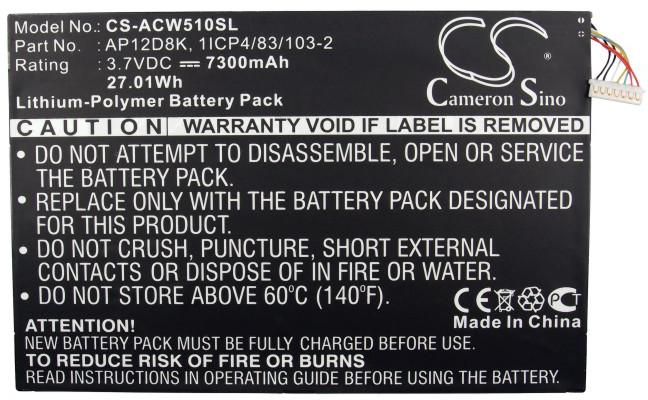 Model No.: CS-ACW510SL
Part No.: AP12D8K, 1ICP4/83/103-2
Rating : 3.7VDC ⎓ 7300mAh
27.01Wh
Lithium-Polymer Battery Pack
CS
Cameron Sino
CAUTION WARRANTY VOID IF LABEL IS REMOVED
• DO NOT ATTEMPT TO DISASSEMBLE, OPEN OR SERVICE
THE BATTERY PACK.
• REPLACE ONLY WITH THE BATTERY PACK DESIGNATED
FOR THIS PRODUCT.
• DO NOT CRUSH, PUNCTURE, SHORT EXTERNAL
CONTACTS OR DISPOSE OF IN FIRE OR WATER.
• DO NOT STORE ABOVE 60°C (140°F).
CE PCT
Made In China
ATTENTION!
NEW BATTERY PACK MUST BE FULLY CHARGED BEFORE USE
TO REDUCE RISK OF FIRE OR BURNS
READ INSTRUCTIONS AT OPERATING GUIDE BEFORE USING BATTERY PACK.